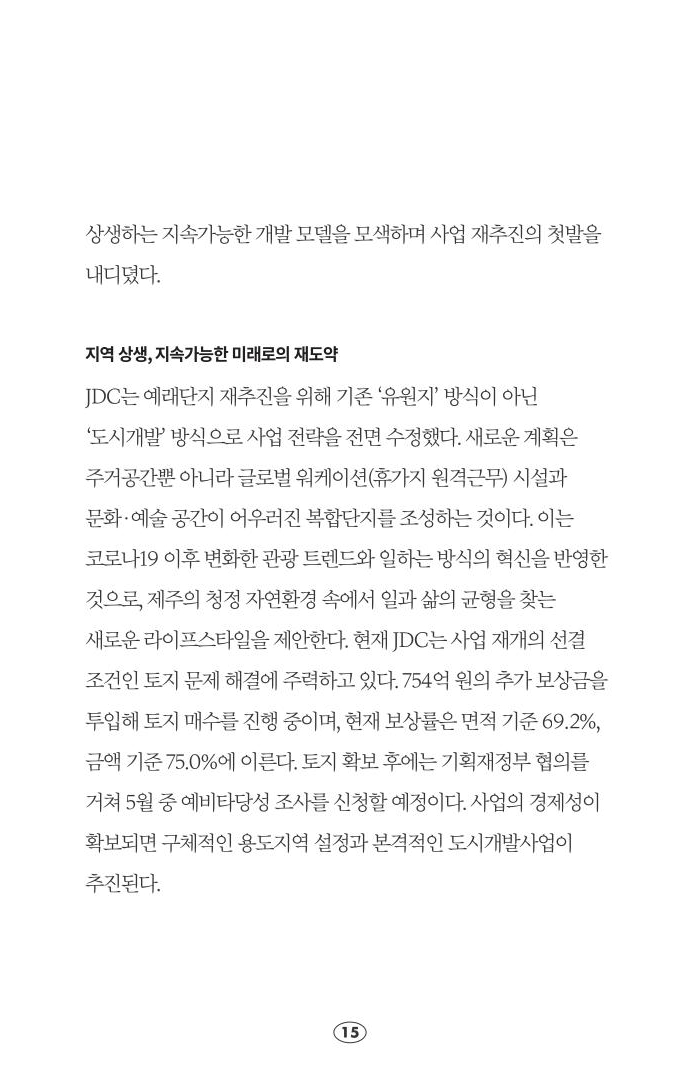 상생하는 지속가능한 개발 모델을 모색하며 사업 재추진의 첫발을
내디뎠다.
지역 상생, 지속가능한 미래로의 재도약
JDC는 예래단지 재추진을 위해 기존 ‘유원지’ 방식이 아닌
‘도시개발’ 방식으로 사업 전략을 전면 수정했다. 새로운 계획은
주거공간뿐 아니라 글로벌 워케이션(휴가지 원격근무) 시설과
문화·예술 공간이 어우러진 복합단지를 조성하는 것이다. 이는
코로나19 이후 변화한 관광 트렌드와 일하는 방식의 혁신을 반영한
것으로, 제주의 청정 자연환경 속에서 일과 삶의 균형을 찾는
새로운 라이프스타일을 제안한다. 현재 JDC는 사업 재개의 선결
조건인 토지 문제 해결에 주력하고 있다. 754억 원의 추가 보상금을
투입해 토지 매수를 진행 중이며, 현재 보상률은 면적 기준 69.2%,
금액 기준 75.0%에 이른다. 토지 확보 후에는 기획재정부 협의를
거쳐 5월 중 예비타당성 조사를 신청할 예정이다. 사업의 경제성이
확보되면 구체적인 용도지역 설정과 본격적인 도시개발사업이
추진된다.
15